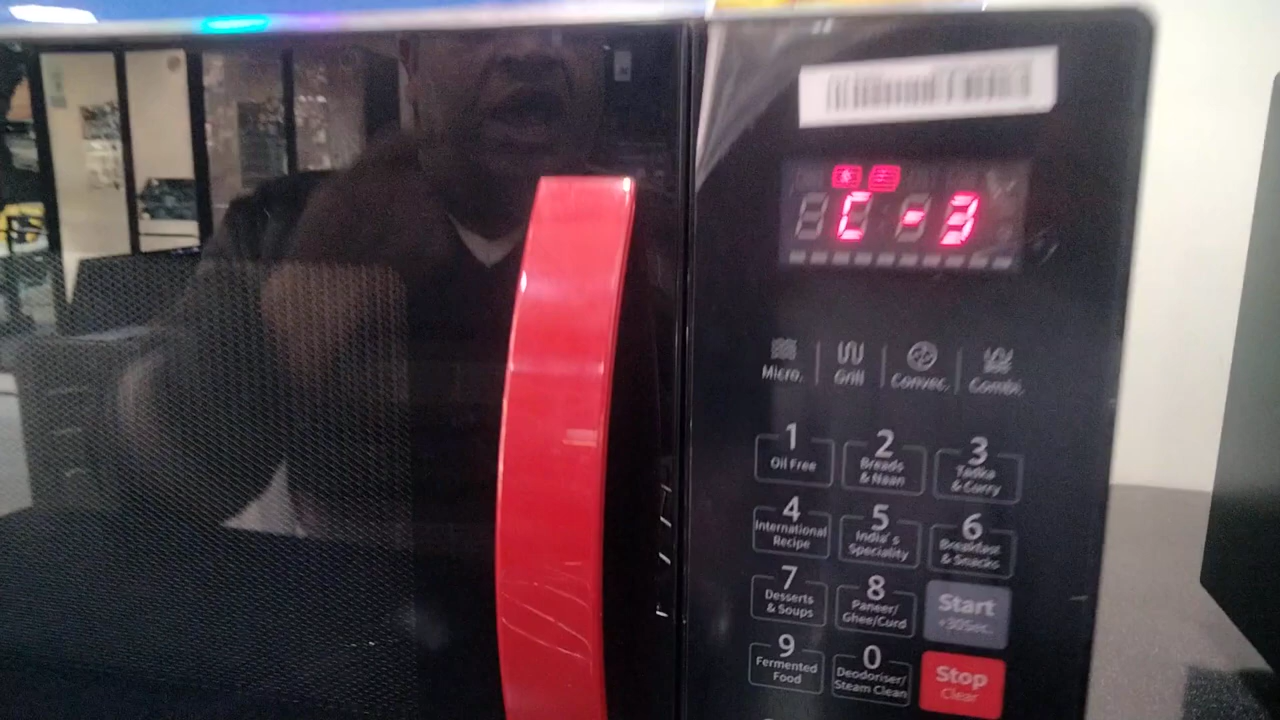 C-3
Micro. Grill Convec. Combi.
1 2 3
Oil Free
Breads
& Naan
Tadka
& Curry
4 5 6
International
Recipe
India's
Speciality
Breakfast
& Snacks
7 8
Desserts
& Soups
Paneer/
Ghee/Curd
Start
+30Sec.
9 0
Fermented
Food
Deodoriser/
Steam Clean
Stop
Clear